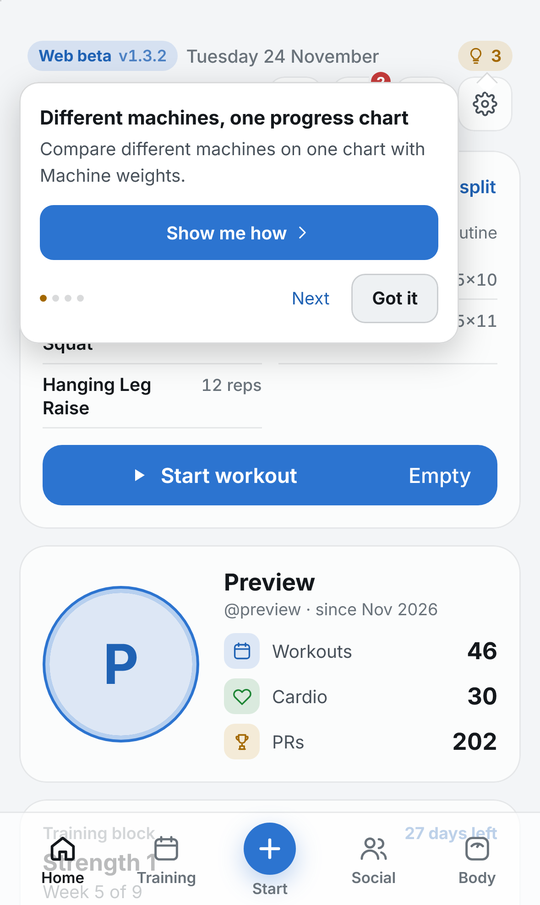 Web beta v1.3.2 Tuesday 24 November 3
Different machines, one progress chart
Compare different machines on one chart with
Machine weights.
Show me how
Next Got it
split
utine
5×10
5×11
Squat
Hanging Leg 12 reps
Raise
Start workout Empty
Preview
@preview · since Nov 2026
P
Workouts 46
Cardio 30
PRs 202
Training block 27 days left
Strength 1
Week 5 of 9
Home Training Start Social Body